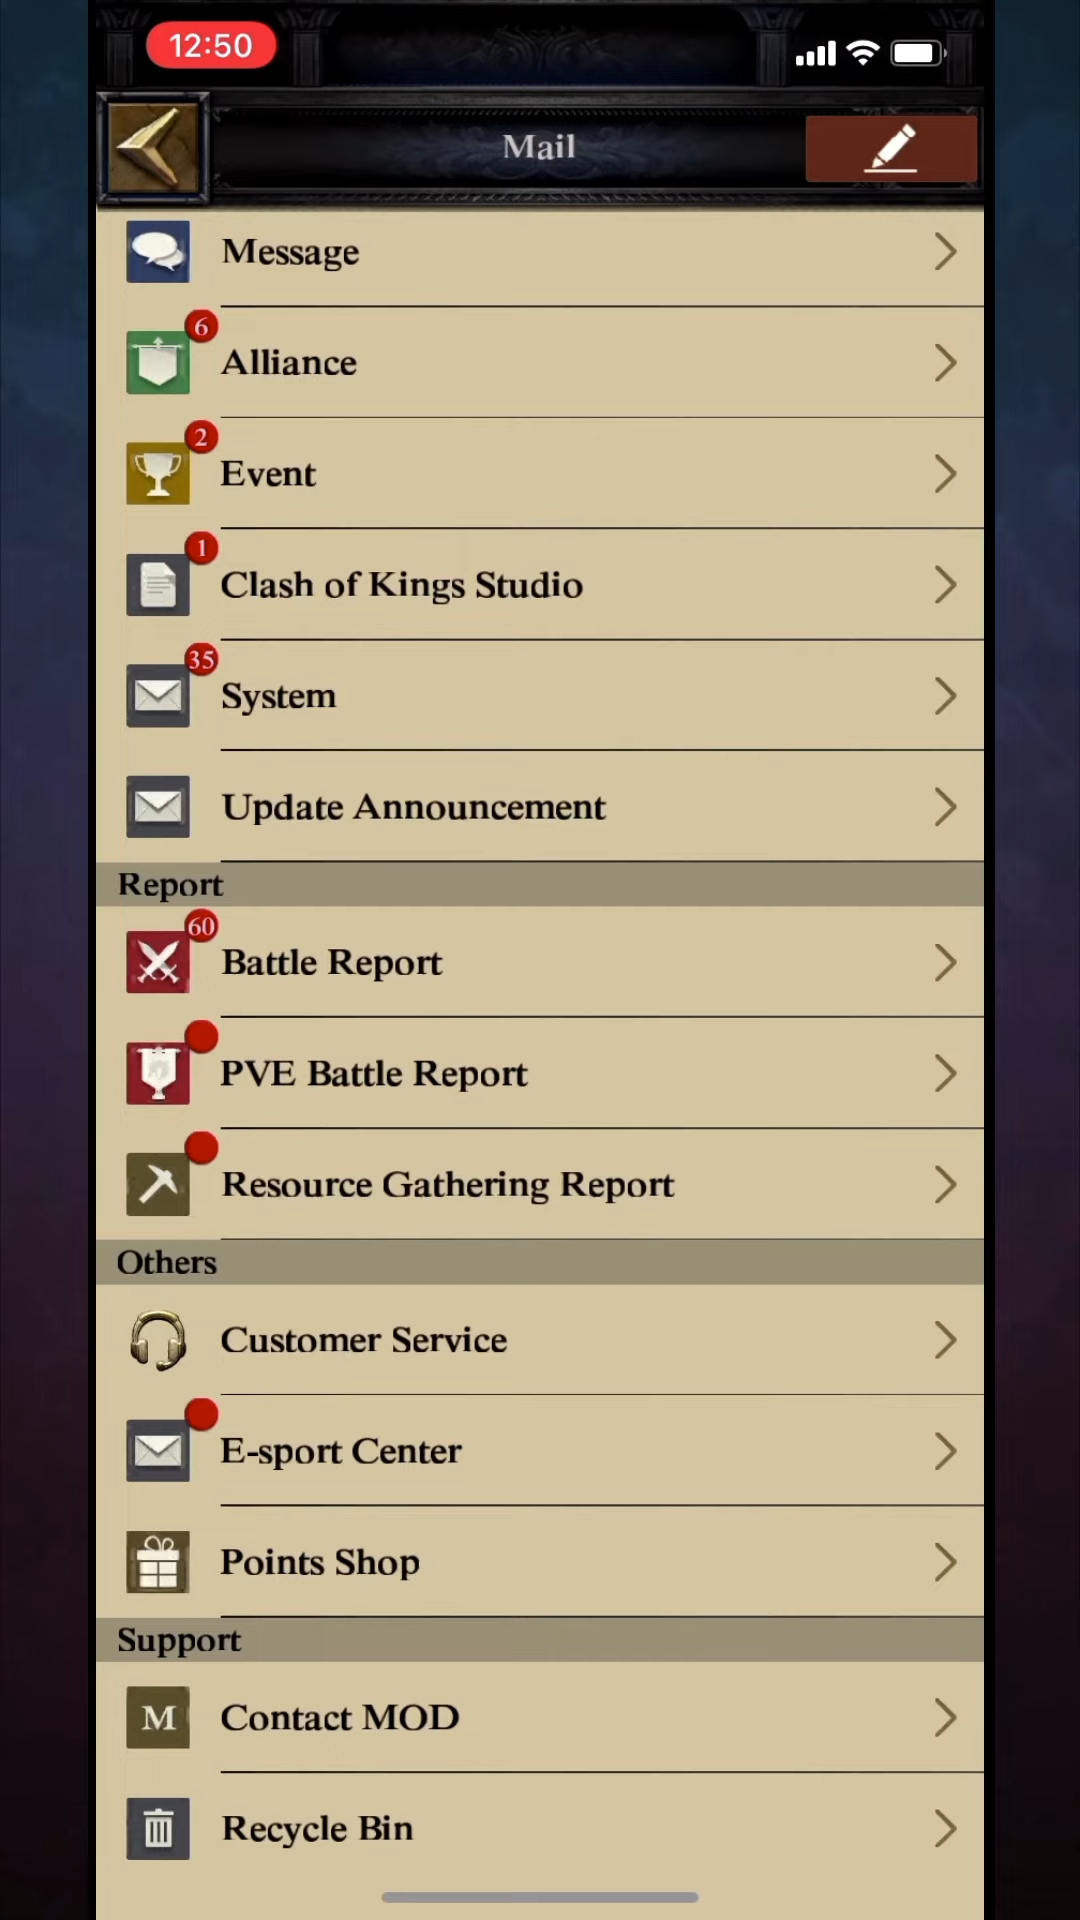 12:50
Mail
Message
6
Alliance
2
Event
1
Clash of Kings Studio
35
System
Update Announcement
Report
60
Battle Report
PVE Battle Report
Resource Gathering Report
Others
Customer Service
E-sport Center
Points Shop
Support
M
Contact MOD
Recycle Bin